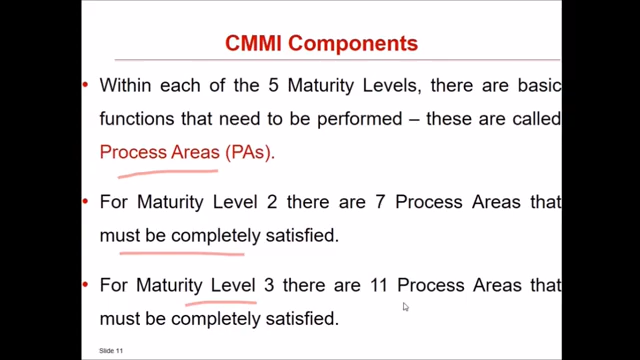 CMMI Components
• Within each of the 5 Maturity Levels, there are basic
functions that need to be performed – these are called
Process Areas (PAs).
• For Maturity Level 2 there are 7 Process Areas that
must be completely satisfied.
• For Maturity Level 3 there are 11 Process Areas that
must be completely satisfied.
Slide 11